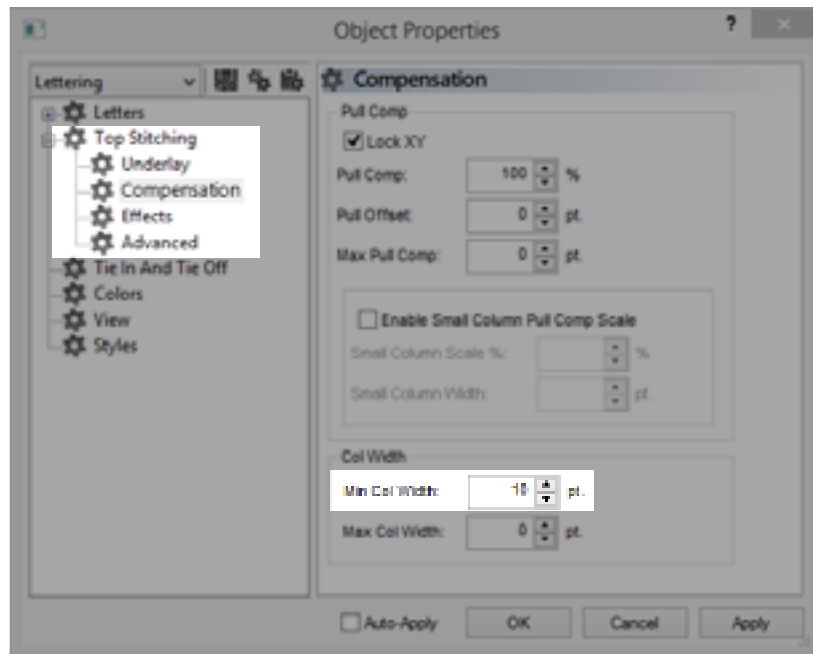 Object Properties
?
Lettering
Letters
Top Stitching
Underlay
Compensation
Effects
Advanced
Tie In And Tie Off
Colors
View
Styles
Compensation
Pull Comp
Lock XY
Pull Comp: 100 %
Pull Offset: 0 pt.
Max Pull Comp: 0 pt.
Enable Small Column Pull Comp Scale
Small Column Scale %: %
Small Column Width: pt.
Col Width
Min Col Width: 10 pt.
Max Col Width: 0 pt.
Auto-Apply OK Cancel Apply